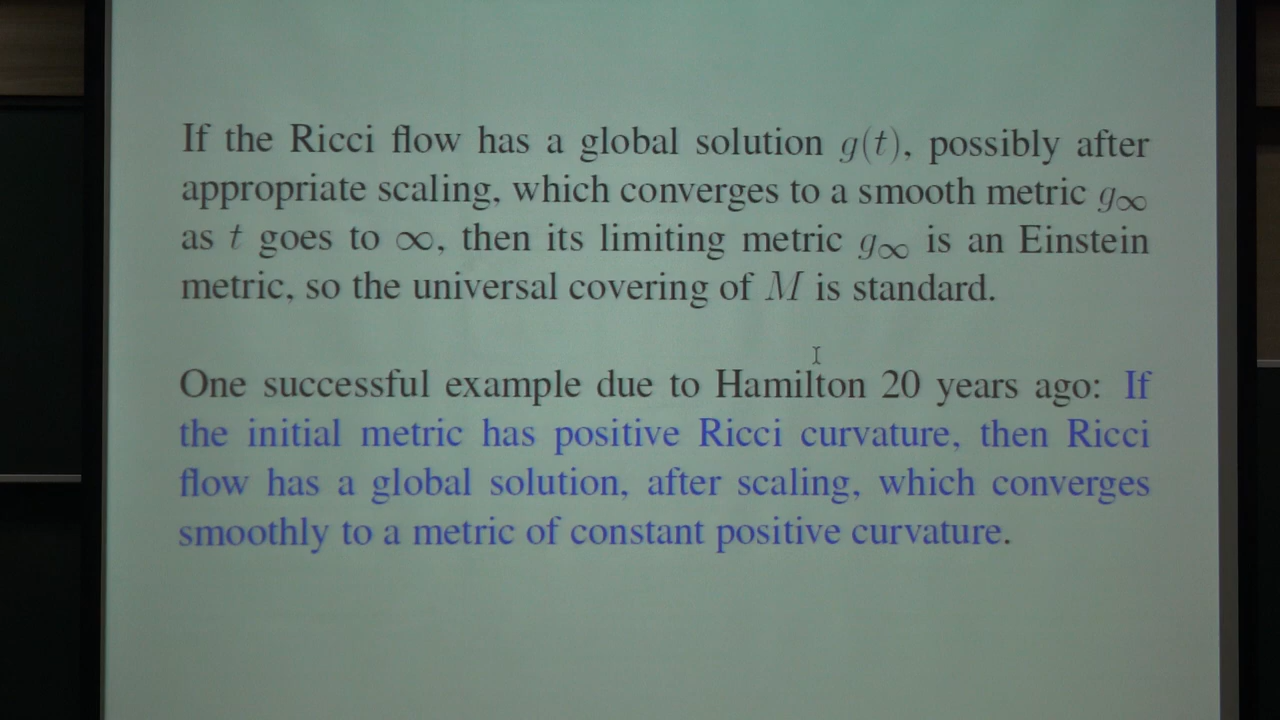 If the Ricci flow has a global solution g(t), possibly after
appropriate scaling, which converges to a smooth metric g∞
as t goes to ∞, then its limiting metric g∞ is an Einstein
metric, so the universal covering of M is standard.
One successful example due to Hamilton 20 years ago: If
the initial metric has positive Ricci curvature, then Ricci
flow has a global solution, after scaling, which converges
smoothly to a metric of constant positive curvature.